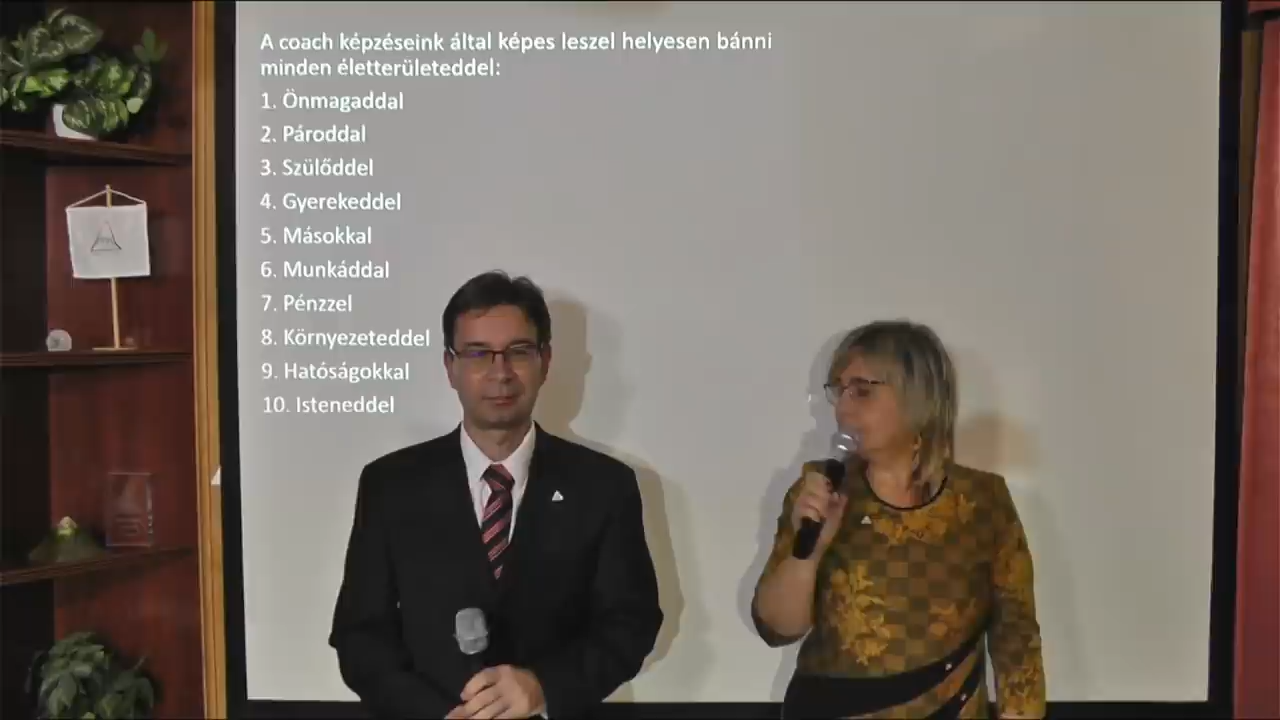 A coach képzéseink által képes leszel helyesen bánni
minden életterületeddel:
1. Önmagaddal
2. Pároddal
3. Szülőddel
4. Gyerekeddel
5. Másokkal
6. Munkáddal
7. Pénzzel
8. Környezeteddel
9. Hatóságokkal
10. Isteneddel